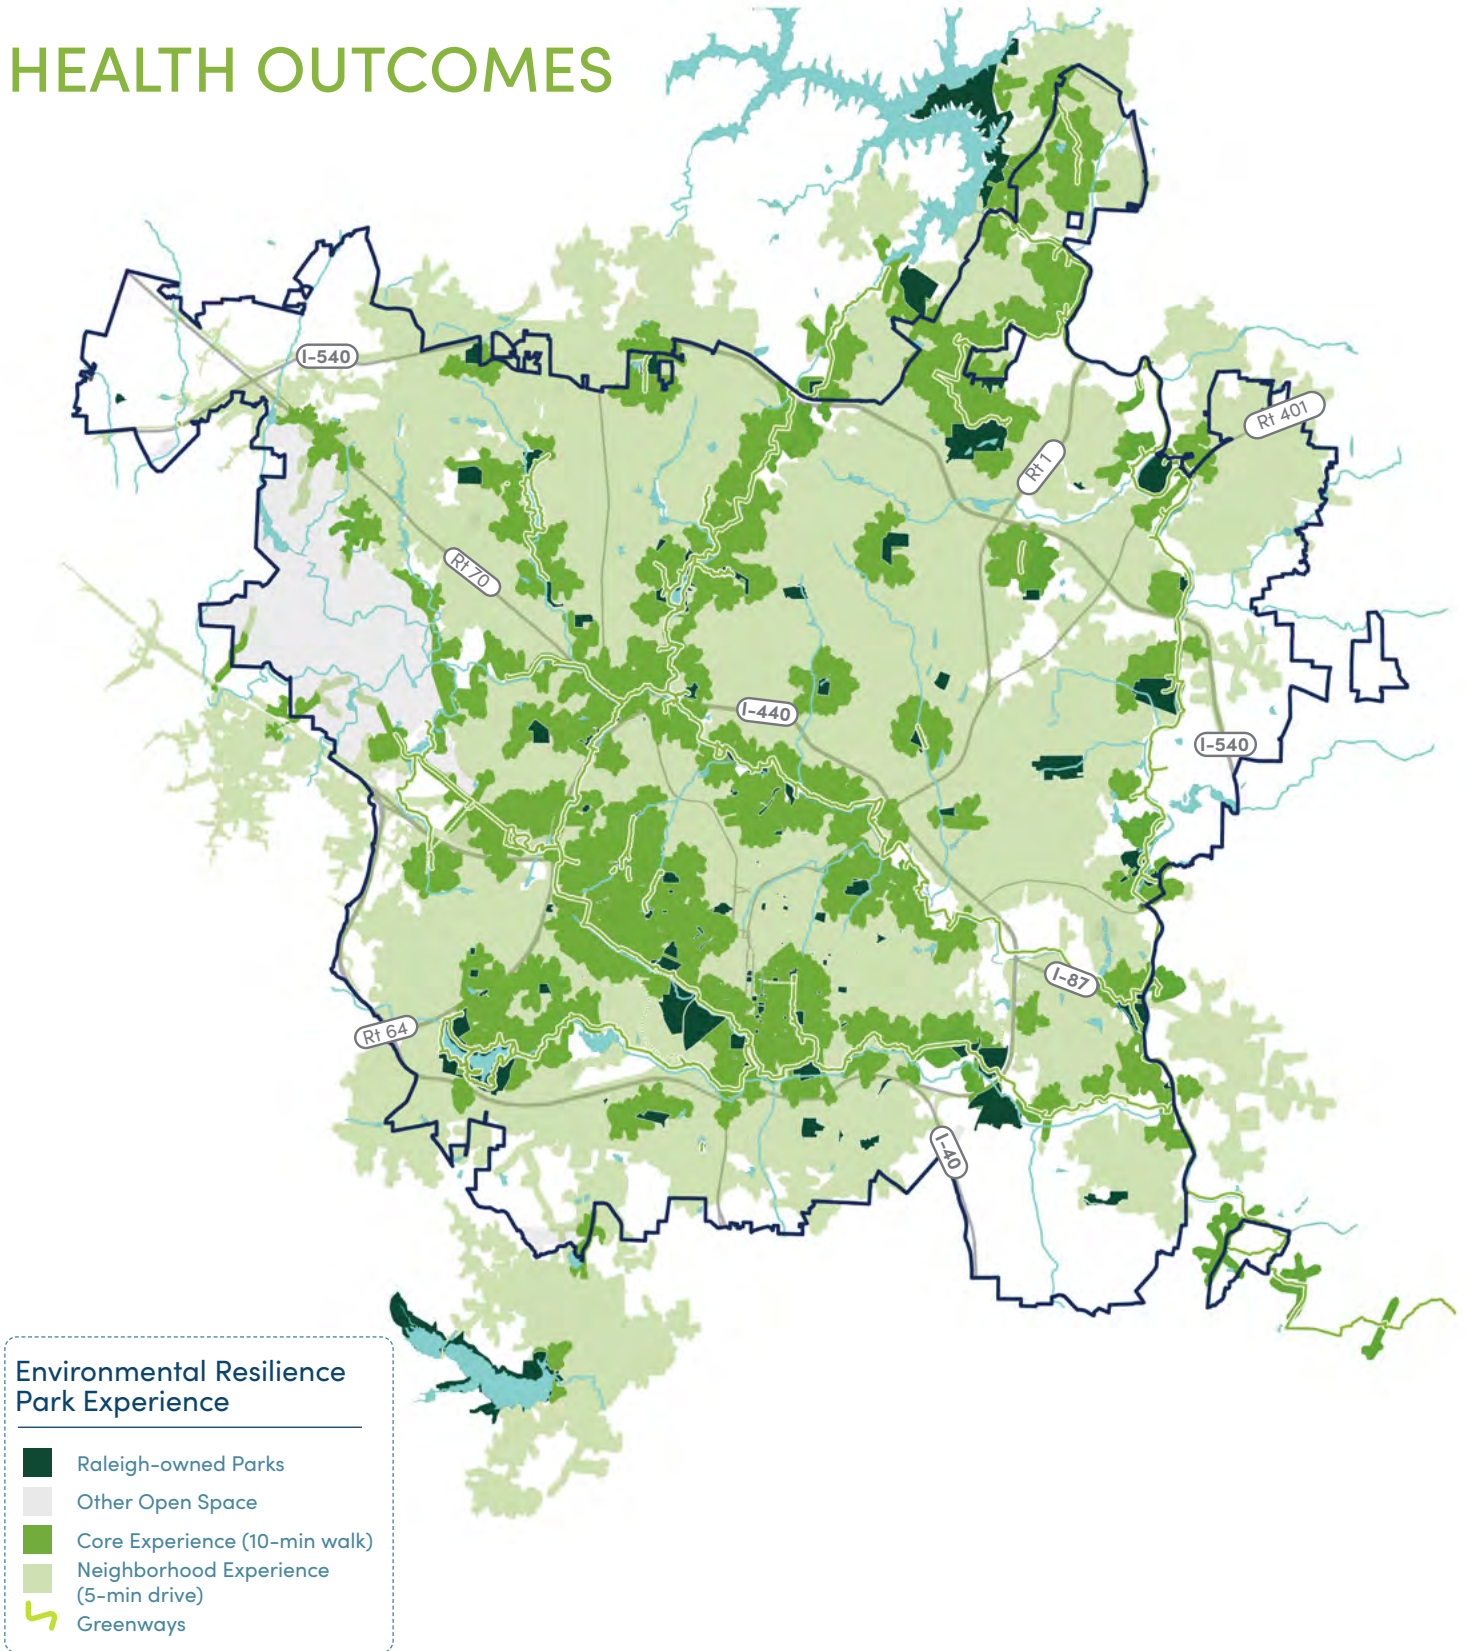 HEALTH OUTCOMES
I-540
Rt 401
Rt 1
Rt 70
I-440
I-540
I-87
Rt 64
I-40
Environmental Resilience
Park Experience
Raleigh-owned Parks
Other Open Space
Core Experience (10-min walk)
Neighborhood Experience
(5-min drive)
Greenways